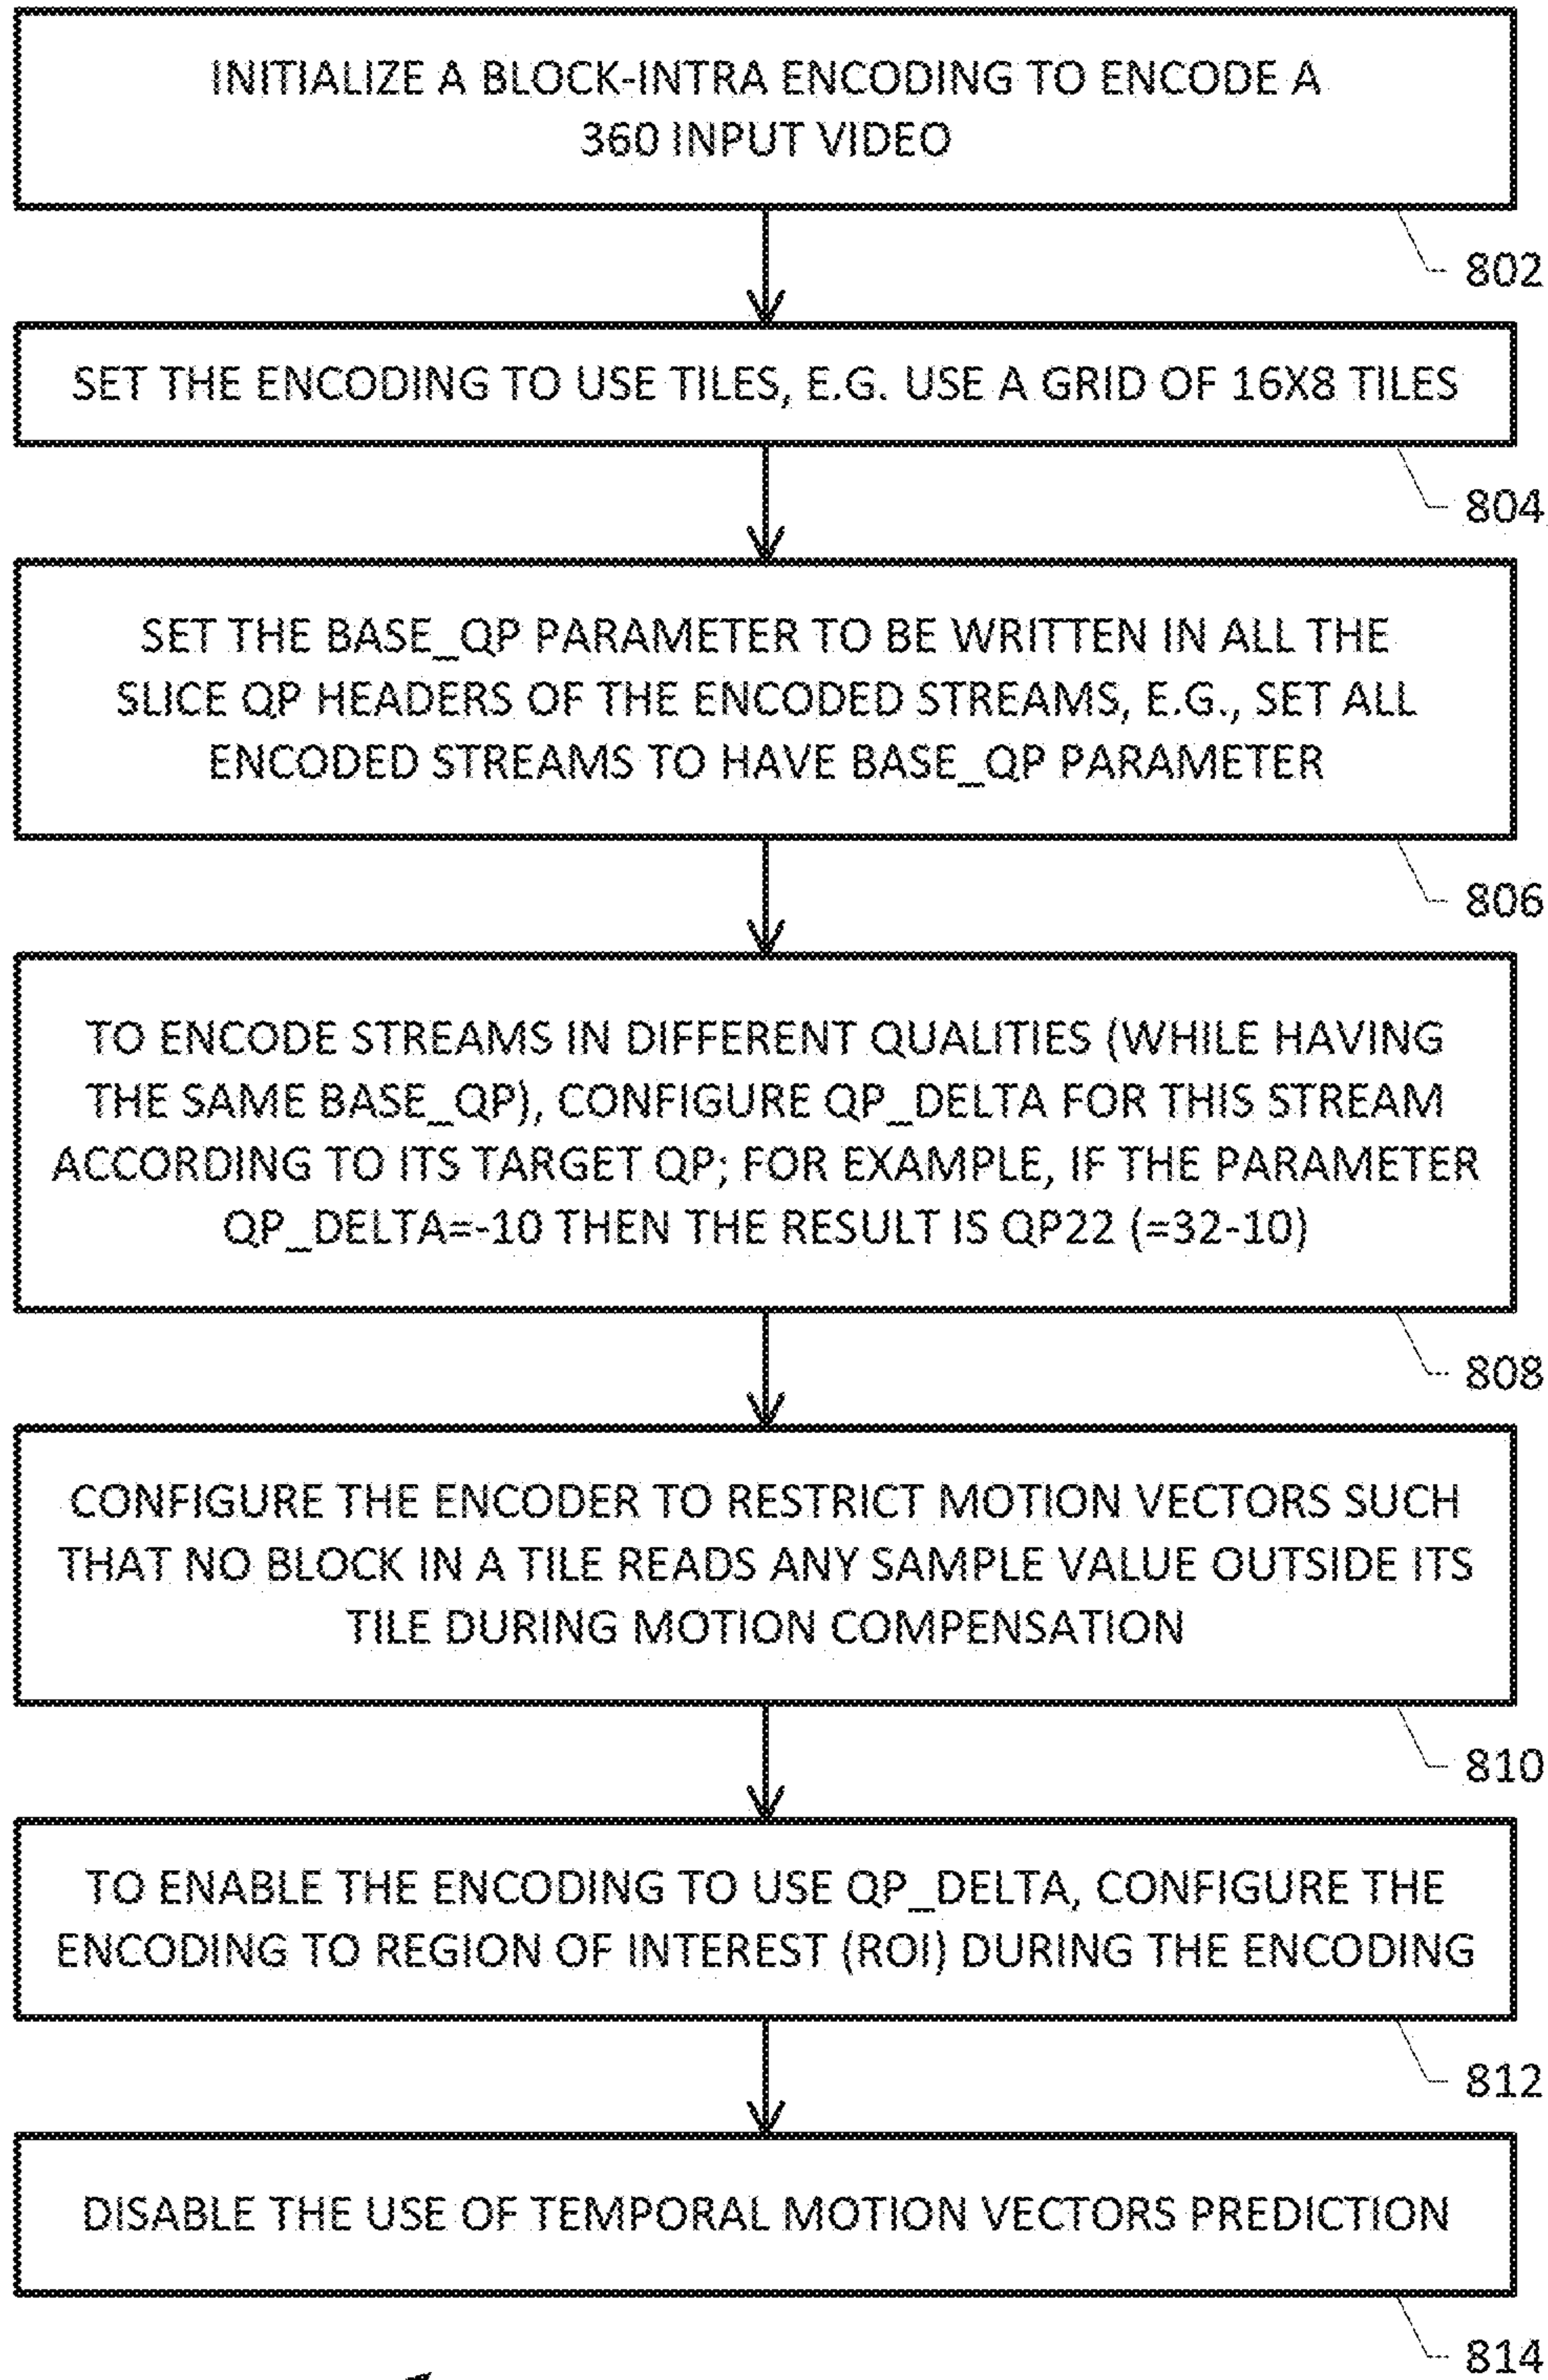 INITIALIZE A BLOCK-INTRA ENCODING TO ENCODE A
360 INPUT VIDEO
802
SET THE ENCODING TO USE TILES, E.G. USE A GRID OF 16X8 TILES
804
SET THE BASE_QP PARAMETER TO BE WRITTEN IN ALL THE
SLICE QP HEADERS OF THE ENCODED STREAMS, E.G., SET ALL
ENCODED STREAMS TO HAVE BASE_QP PARAMETER
806
TO ENCODE STREAMS IN DIFFERENT QUALITIES (WHILE HAVING
THE SAME BASE_QP), CONFIGURE QP_DELTA FOR THIS STREAM
ACCORDING TO ITS TARGET QP; FOR EXAMPLE, IF THE PARAMETER
QP_DELTA=-10 THEN THE RESULT IS QP22 (=32-10)
808
CONFIGURE THE ENCODER TO RESTRICT MOTION VECTORS SUCH
THAT NO BLOCK IN A TILE READS ANY SAMPLE VALUE OUTSIDE ITS
TILE DURING MOTION COMPENSATION
810
TO ENABLE THE ENCODING TO USE QP_DELTA, CONFIGURE THE
ENCODING TO REGION OF INTEREST (ROI) DURING THE ENCODING
812
DISABLE THE USE OF TEMPORAL MOTION VECTORS PREDICTION
814